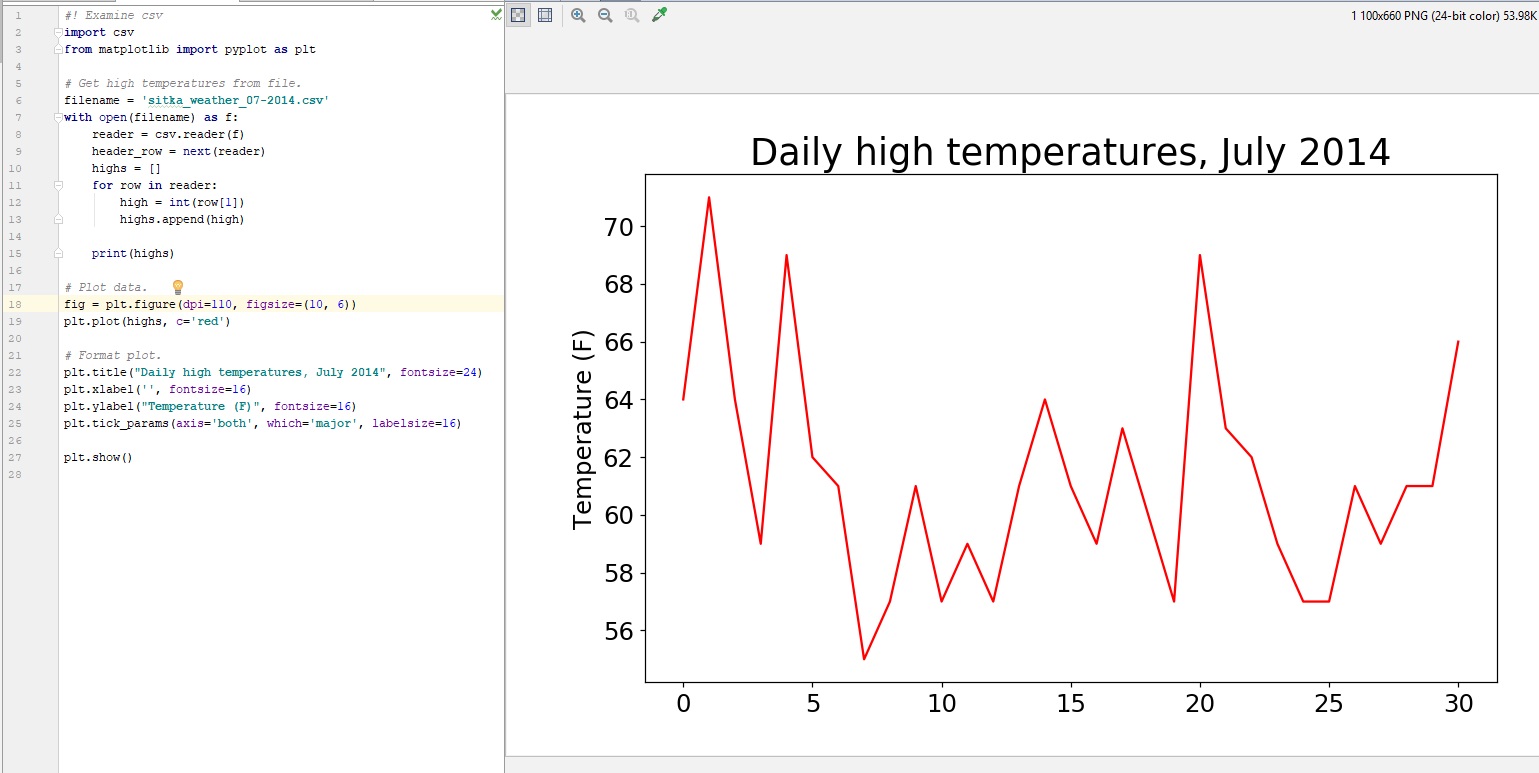 1 #! Examine csv
2 import csv
3 from matplotlib import pyplot as plt
4
5 # Get high temperatures from file.
6 filename = 'sitka_weather_07-2014.csv'
7 with open(filename) as f:
8     reader = csv.reader(f)
9     header_row = next(reader)
10     highs = []
11     for row in reader:
12         high = int(row[1])
13         highs.append(high)
14
15     print(highs)
16
17 # Plot data.
18 fig = plt.figure(dpi=110, figsize=(10, 6))
19 plt.plot(highs, c='red')
20
21 # Format plot.
22 plt.title("Daily high temperatures, July 2014", fontsize=24)
23 plt.xlabel('', fontsize=16)
24 plt.ylabel("Temperature (F)", fontsize=16)
25 plt.tick_params(axis='both', which='major', labelsize=16)
26
27 plt.show()
28
1 100x660 PNG (24-bit color) 53.98K
Daily high temperatures, July 2014
Temperature (F)
70
68
66
64
62
60
58
56
0 5 10 15 20 25 30